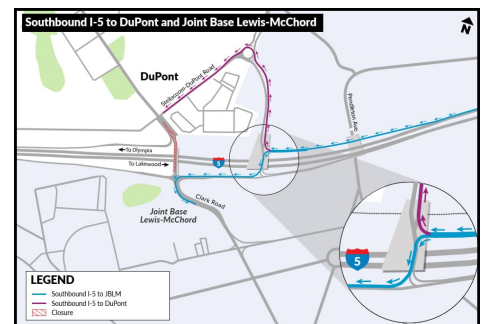 Southbound I-5 to DuPont and Joint Base Lewis-McChord
N
DuPont
Steilacoom-DuPont Road
Pendleton Ave.
To Olympia
To Lakewood
5
Clark Road
Joint Base
Lewis-McChord
5
LEGEND
Southbound I-5 to JBLM
Southbound I-5 to DuPont
Closure